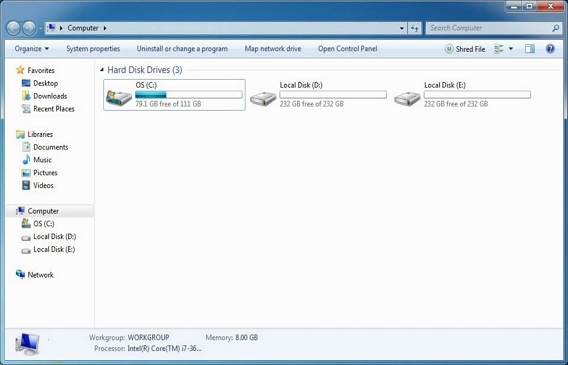 Computer
Search Computer
Organize
System properties
Uninstall or change a program
Map network drive
Open Control Panel
Shred File
Favorites
Desktop
Downloads
Recent Places
Libraries
Documents
Music
Pictures
Videos
Computer
OS (C:)
Local Disk (D:)
Local Disk (E:)
Network
Hard Disk Drives (3)
OS (C:)
79.1 GB free of 111 GB
Local Disk (D:)
232 GB free of 232 GB
Local Disk (E:)
232 GB free of 232 GB
Workgroup: WORKGROUP
Memory: 8.00 GB
Processor: Intel(R) Core(TM) i7-36...